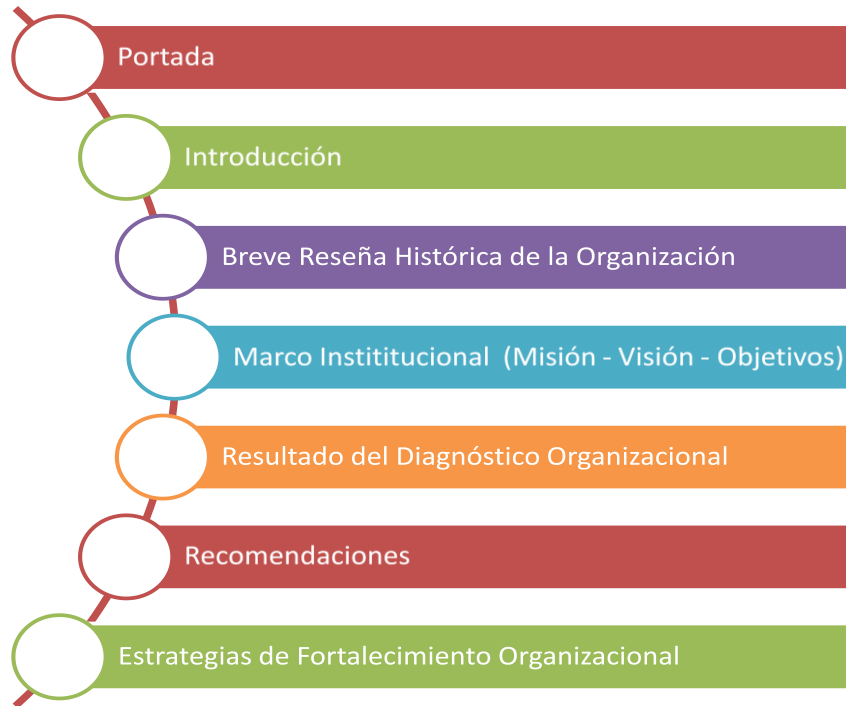 Portada
Introducción
Breve Reseña Histórica de la Organización
Marco Instititucional (Misión - Visión - Objetivos)
Resultado del Diagnóstico Organizacional
Recomendaciones
Estrategias de Fortalecimiento Organizacional